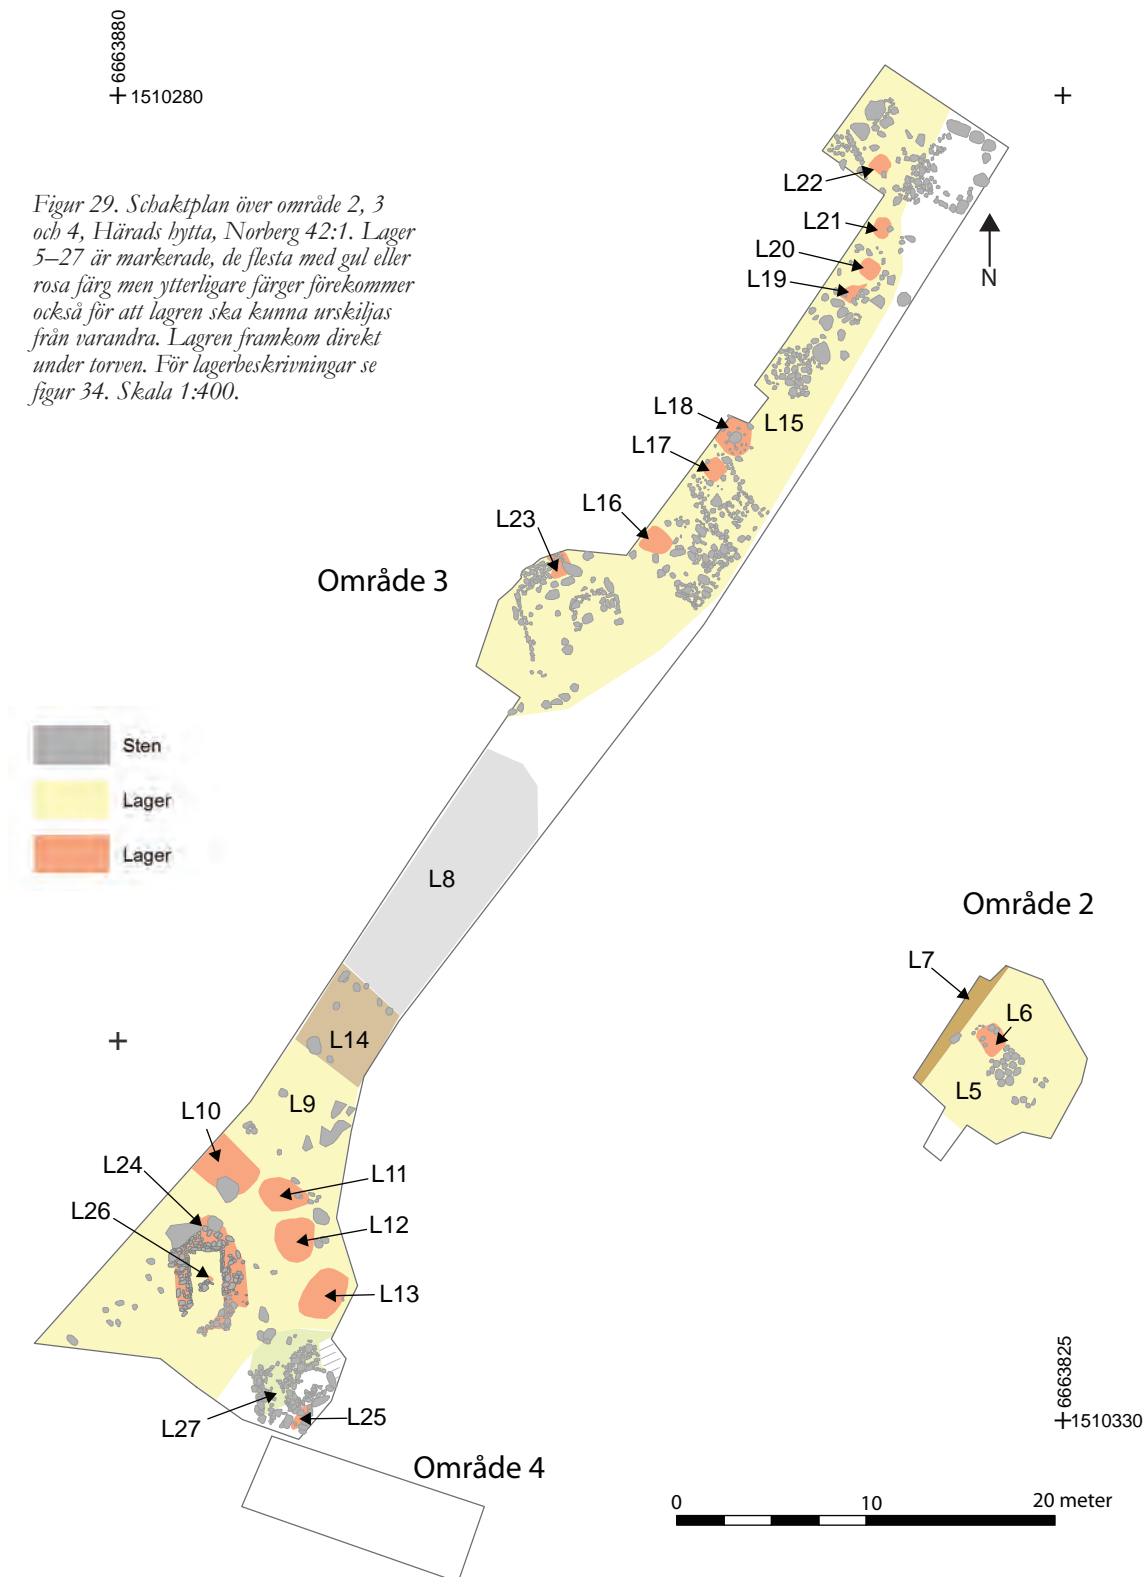 6663880
1510280
Figur 29. Schaktplan över område 2, 3
och 4, Härads hytta, Norberg 42:1. Lager
5–27 är markerade, de flesta med gul eller
rosa färg men ytterligare färger förekommer
också för att lagren ska kunna urskiljas
från varandra. Lagren framkom direkt
under torven. För lagerbeskrivningar se
figur 34. Skala 1:400.
L22
L21
L20
L19
N
L18
L15
L17
L16
L23
Område 3
Sten
Lager
Lager
L8
Område 2
L7
L6
L14
L5
L9
L10
L24
L11
L26
L12
L13
L27
L25
6663825
1510330
Område 4
0 10 20 meter